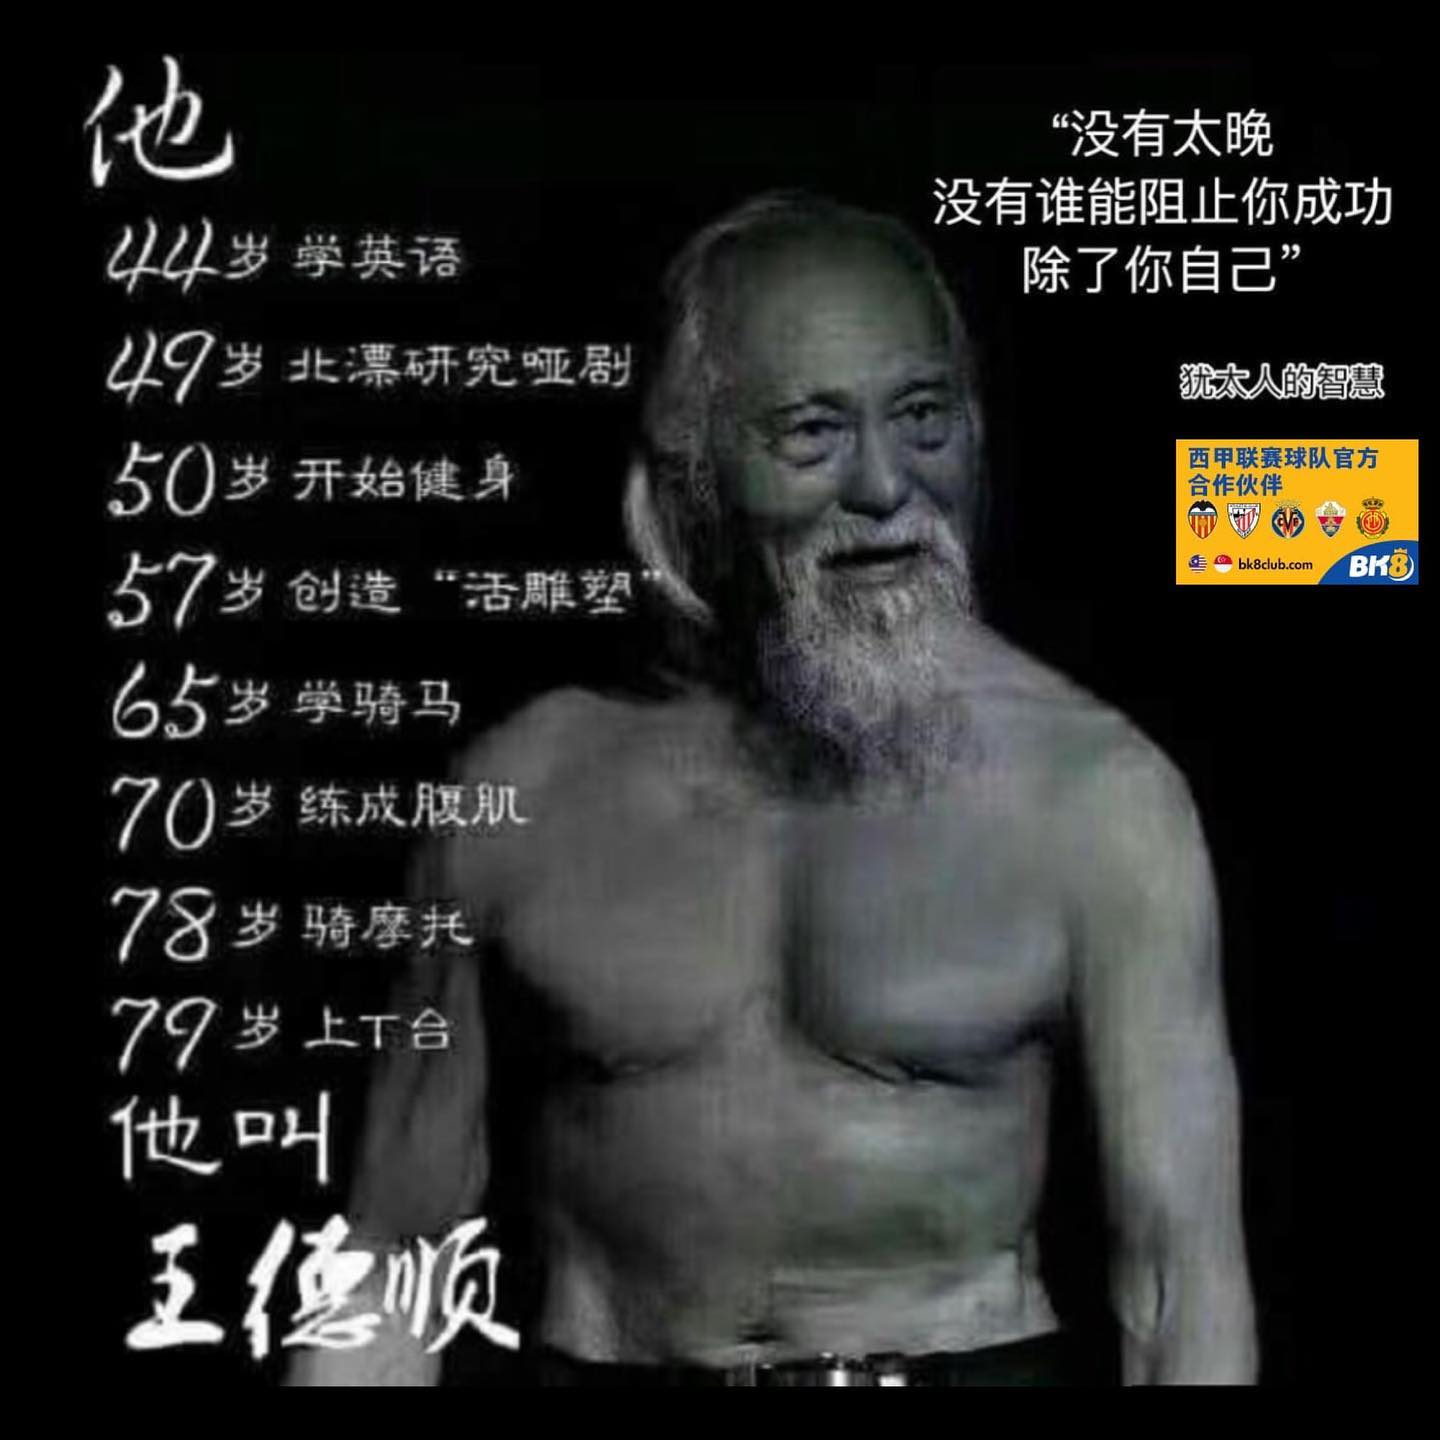 他
44岁 学英语
49岁 北漂研究哑剧
50岁 开始健身
57岁 创造“活雕塑”
65岁 学骑马
70岁 练成腹肌
78岁 骑摩托
79岁 上T台
他叫
王德顺
“没有太晚
没有谁能阻止你成功
除了你自己”
犹太人的智慧
西甲联赛球队官方
合作伙伴
bk8club.com
BK8